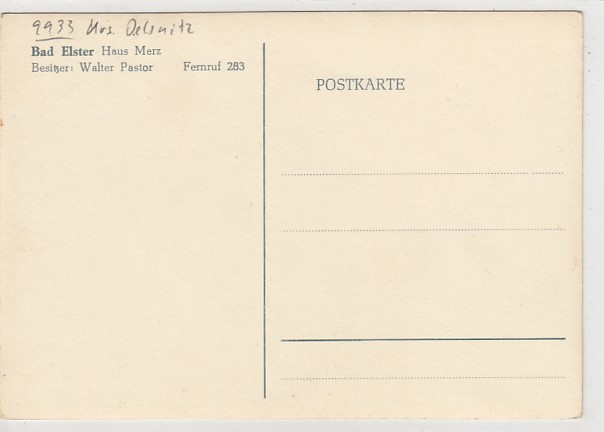 9933 Krs. Oelsnitz
Bad Elster Haus Merz
Besitzer: Walter Pastor Fernruf 283
POSTKARTE